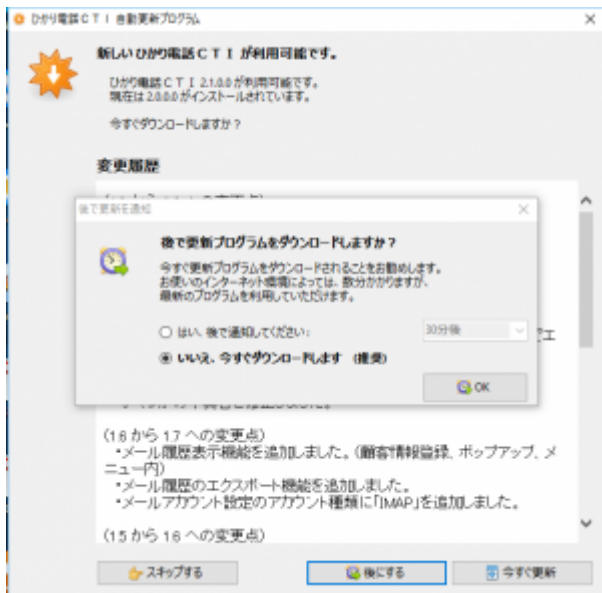 ひかり電話ＣＴＩ 自動更新プログラム
新しい ひかり電話ＣＴＩ が利用可能です。
ひかり電話ＣＴＩ 2.1.0.0 が利用可能です。
現在は 2.0.0.0 がインストールされています。
今すぐダウンロードしますか？
変更履歴
後で更新を通知
後で更新プログラムをダウンロードしますか？
今すぐ更新プログラムをダウンロードされることをお勧めします。
お使いのインターネット環境によっては、数分かかりますが、
最新のプログラムを利用していただけます。
はい、後で通知してください:
30分後
いいえ、今すぐダウンロードします (推奨)
OK
(1.6 から 1.7 への変更点)
・メール履歴表示機能を追加しました。(顧客情報登録、ポップアップ、メ
ニュー内)
・メール履歴のエクスポート機能を追加しました。
・メールアカウント設定のアカウント種類に「IMAP」を追加しました。
(1.5 から 1.6 への変更点)
スキップする
後にする
今すぐ更新